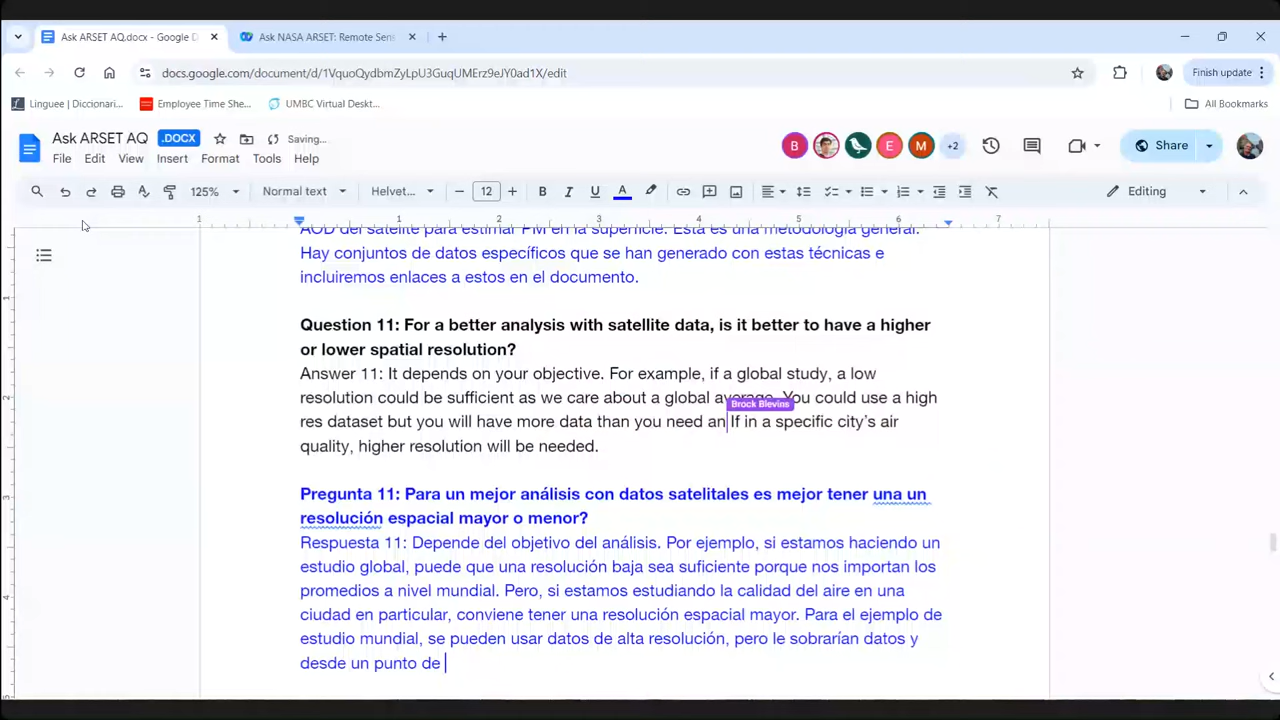 Ask ARSET AQ.docx - Google D
Ask NASA ARSET: Remote Sens
docs.google.com/document/d/1VquoQydbmZyLpU3GuqUMErz9eJY0ad1X/edit
Finish update
Linguee | Diccionari...
Employee Time She...
UMBC Virtual Deskt...
All Bookmarks
Ask ARSET AQ .DOCX Saving...
File Edit View Insert Format Tools Help
B E M +2 Share
125% Normal text Helvet... 12 B I U A Editing
1 1 2 3 4 5 6 7
AOD del satélite para estimar PM en la superficie. Esta es una metodología general.
Hay conjuntos de datos específicos que se han generado con estas técnicas e
incluiremos enlaces a estos en el documento.
Question 11: For a better analysis with satellite data, is it better to have a higher
or lower spatial resolution?
Answer 11: It depends on your objective. For example, if a global study, a low
resolution could be sufficient as we care about a global average. You could use a high
Brock Blevins
res dataset but you will have more data than you need an If in a specific city's air
quality, higher resolution will be needed.
Pregunta 11: Para un mejor análisis con datos satelitales es mejor tener una un
resolución espacial mayor o menor?
Respuesta 11: Depende del objetivo del análisis. Por ejemplo, si estamos haciendo un
estudio global, puede que una resolución baja sea suficiente porque nos importan los
promedios a nivel mundial. Pero, si estamos estudiando la calidad del aire en una
ciudad en particular, conviene tener una resolución espacial mayor. Para el ejemplo de
estudio mundial, se pueden usar datos de alta resolución, pero le sobrarían datos y
desde un punto de